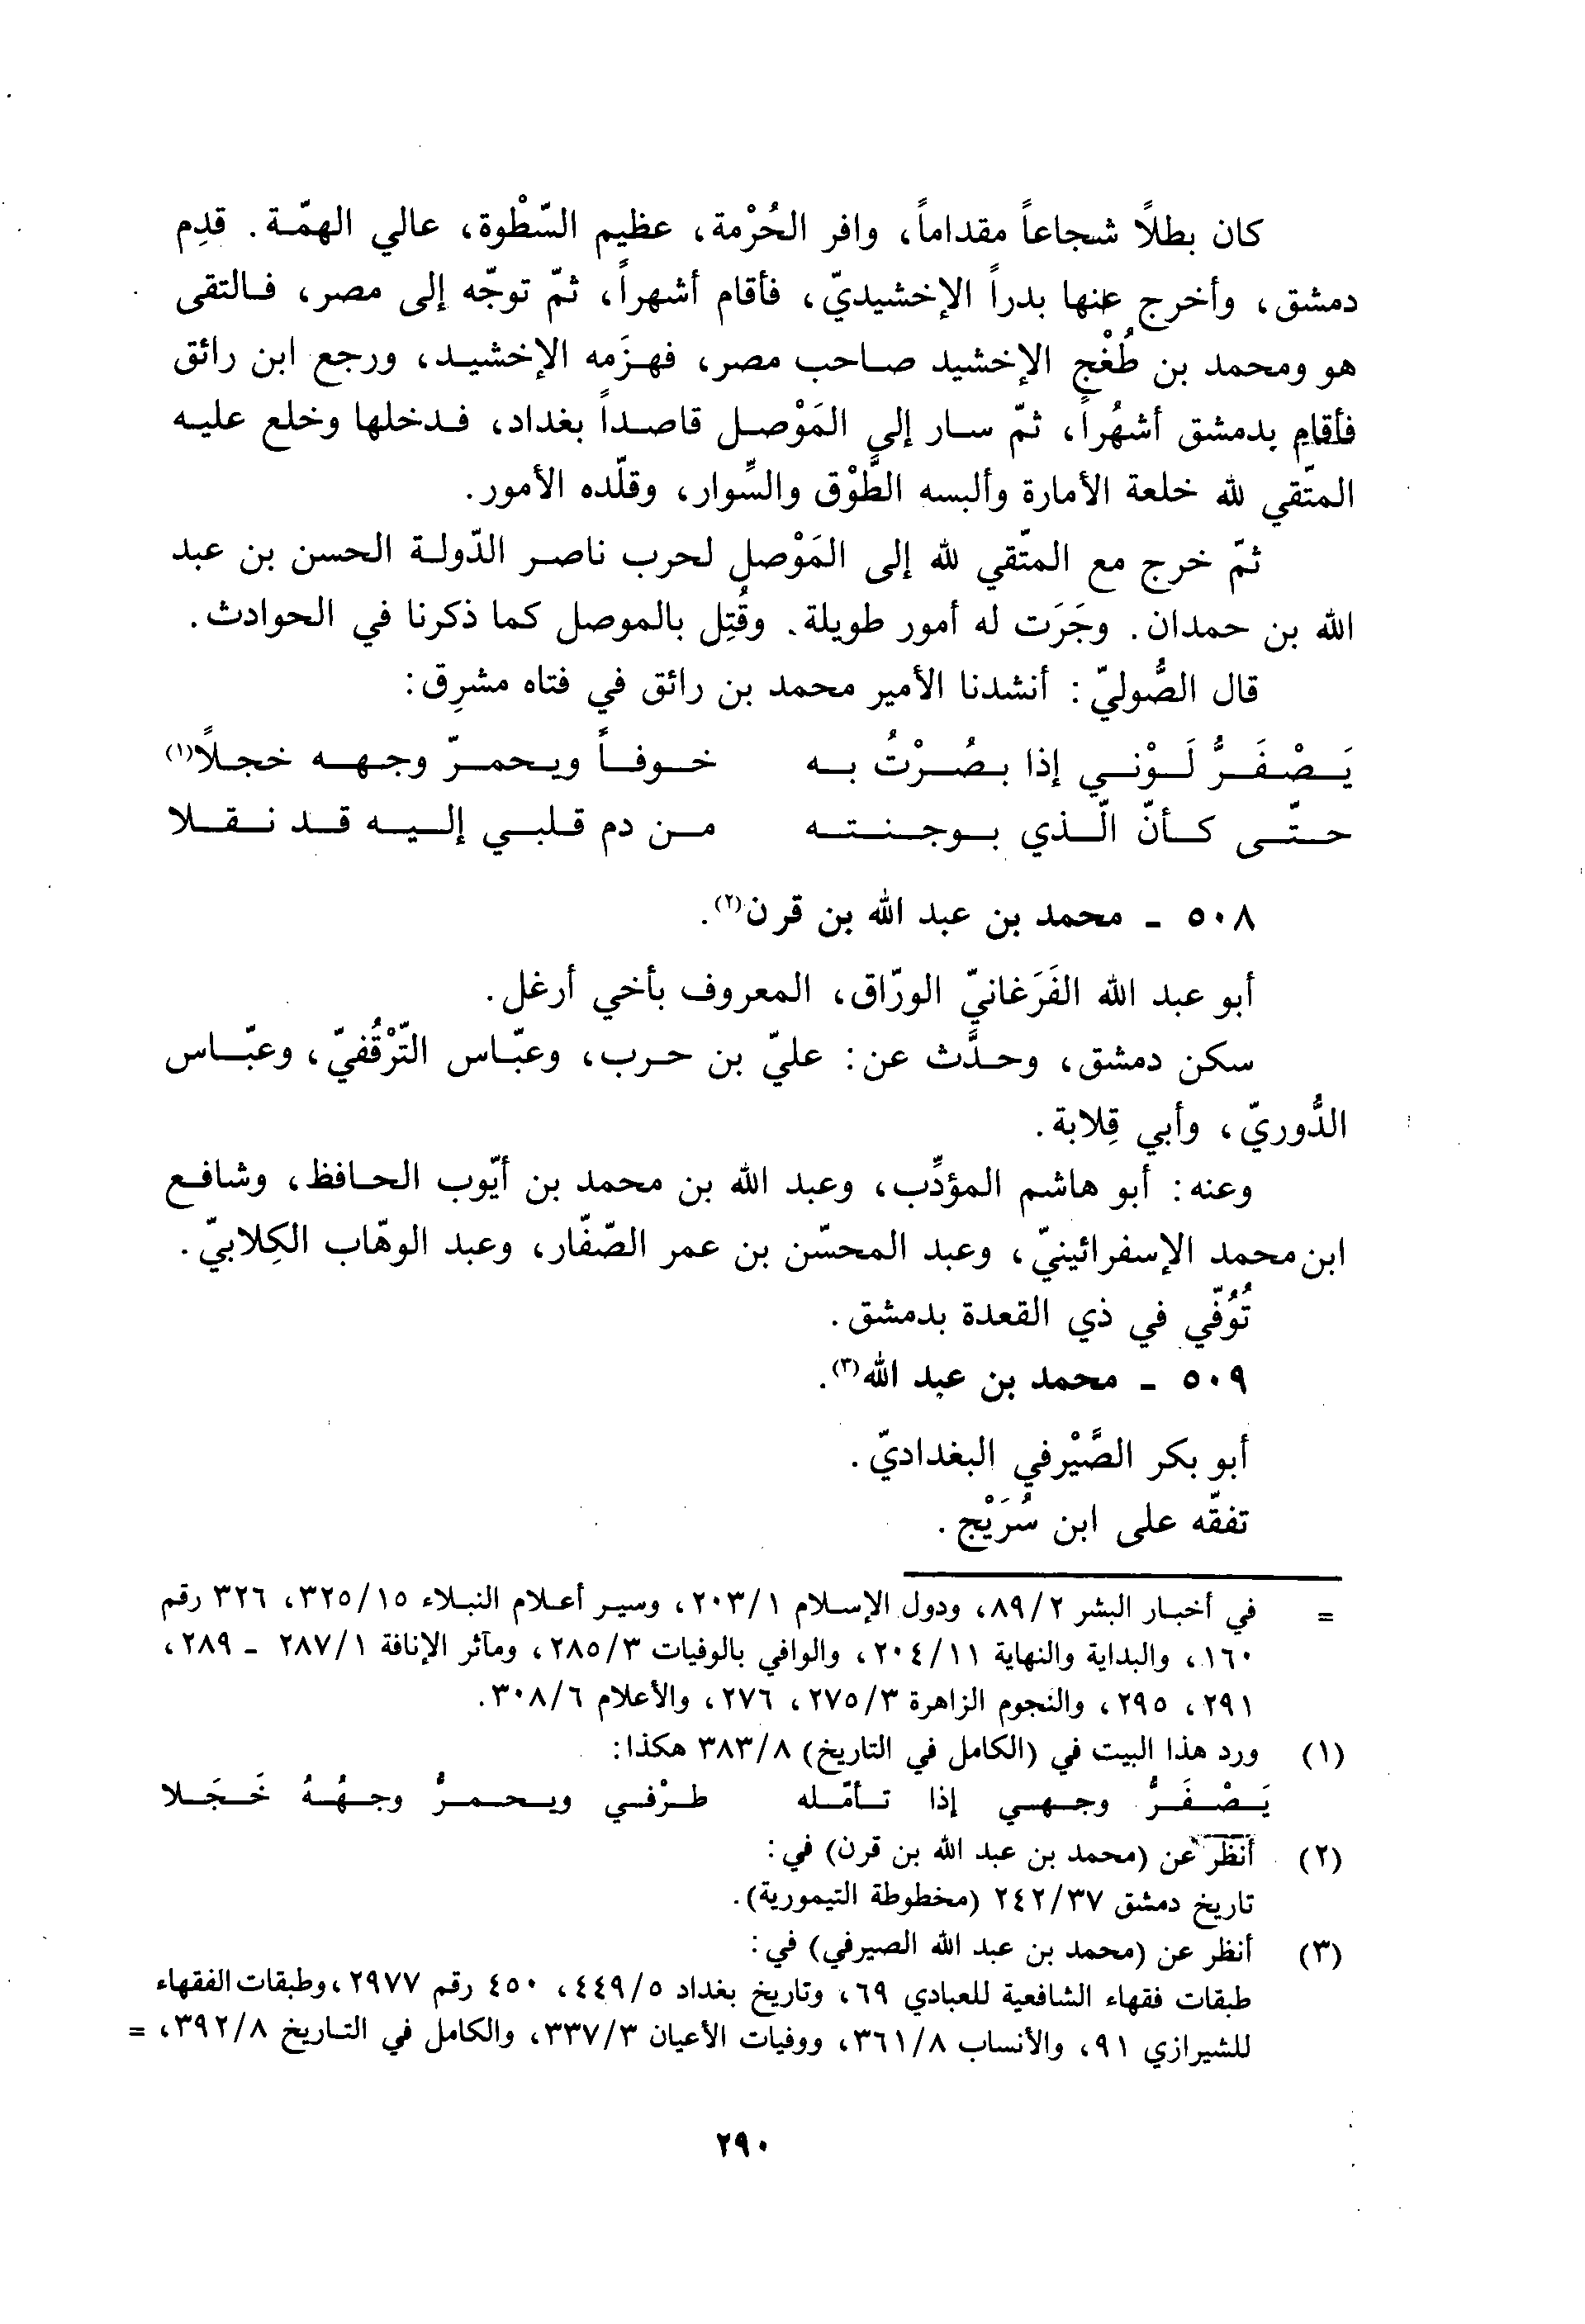 كان بطلًا شجاعاً مقداماً، وافر الحُرْمة، عظيم السّطْوة، عالي الهمّة. قدِم
دمشق، وأخرج عنها بدراً الإخشيديّ، فأقام أشهراً، ثمّ توجّه إلى مصر، فالتقى
هو ومحمد بن طُغْج الإخشيد صاحب مصر، فهزَمه الإخشيد، ورجع ابن رائق
فأقام بدمشق أشهُراً، ثمّ سار إلى المَوْصل قاصداً بغداد، فدخلها وخلع عليه
المتّقي لله خلعة الأمارة وألبسه الطَّوْق والسِّوار، وقلّده الأمور.
ثمّ خرج مع المتّقي لله إلى المَوْصل لحرب ناصر الدّولة الحسن بن عبد
الله بن حمدان. وجَرَت له أمور طويلة. وقُتِل بالموصل كما ذكرنا في الحوادث.
قال الصُّوليّ: أنشدنا الأمير محمد بن رائق في فتاه مشرِق:
يَصْفَرُّ لَوْني إذا بصُرْتُ به خوفاً ويحمرّ وجهه خجلًا(١)
حتّى كأنّ الّذي بوجنته من دم قلبي إليه قد نقلا
٥٠٨ - محمد بن عبد الله بن قرن(٢).
أبو عبد الله الفَرَغانيّ الورّاق، المعروف بأخي أرغل.
سكن دمشق، وحدَّث عن: عليّ بن حرب، وعبّاس التّرْقُفيّ، وعبّاس
الدُّوريّ، وأبي قِلابة.
وعنه: أبو هاشم المؤدِّب، وعبد الله بن محمد بن أيّوب الحافظ، وشافع
ابن محمد الإسفرائينيّ، وعبد المحسّن بن عمر الصّفّار، وعبد الوهّاب الكِلابيّ.
تُوُفّي في ذي القعدة بدمشق.
٥٠٩ - محمد بن عبد الله(٣).
أبو بكر الصَّيْرفي البغداديّ.
تفقّه على ابن سُرَيْج.
= في أخبار البشر ٨٩/٢، ودول الإسلام ٢٠٣/١، وسير أعلام النبلاء ٣٢٥/١٥، ٣٢٦ رقم
١٦٠، والبداية والنهاية ٢٠٤/١١، والوافي بالوفيات ٢٨٥/٣، ومآثر الإنافة ٢٨٧/١ - ٢٨٩،
٢٩١، ٢٩٥، والنجوم الزاهرة ٢٧٥/٣، ٢٧٦، والأعلام ٣٠٨/٦.
(١) ورد هذا البيت في (الكامل في التاريخ) ٣٨٣/٨ هكذا:
يَصْفَرُّ وجهي إذا تأمّله طرْفي ويحمرُّ وجهُهُ خَجَلا
(٢) أنظر عن (محمد بن عبد الله بن قرن) في:
تاريخ دمشق ٢٤٢/٣٧ (مخطوطة التيمورية).
(٣) أنظر عن (محمد بن عبد الله الصيرفي) في:
طبقات فقهاء الشافعية للعبادي ٦٩، وتاريخ بغداد ٤٤٩/٥، ٤٥٠ رقم ٢٩٧٧، وطبقات الفقهاء
للشيرازي ٩١، والأنساب ٣٦١/٨، ووفيات الأعيان ٣٣٧/٣، والكامل في التاريخ ٣٩٢/٨، =
٢٩٠